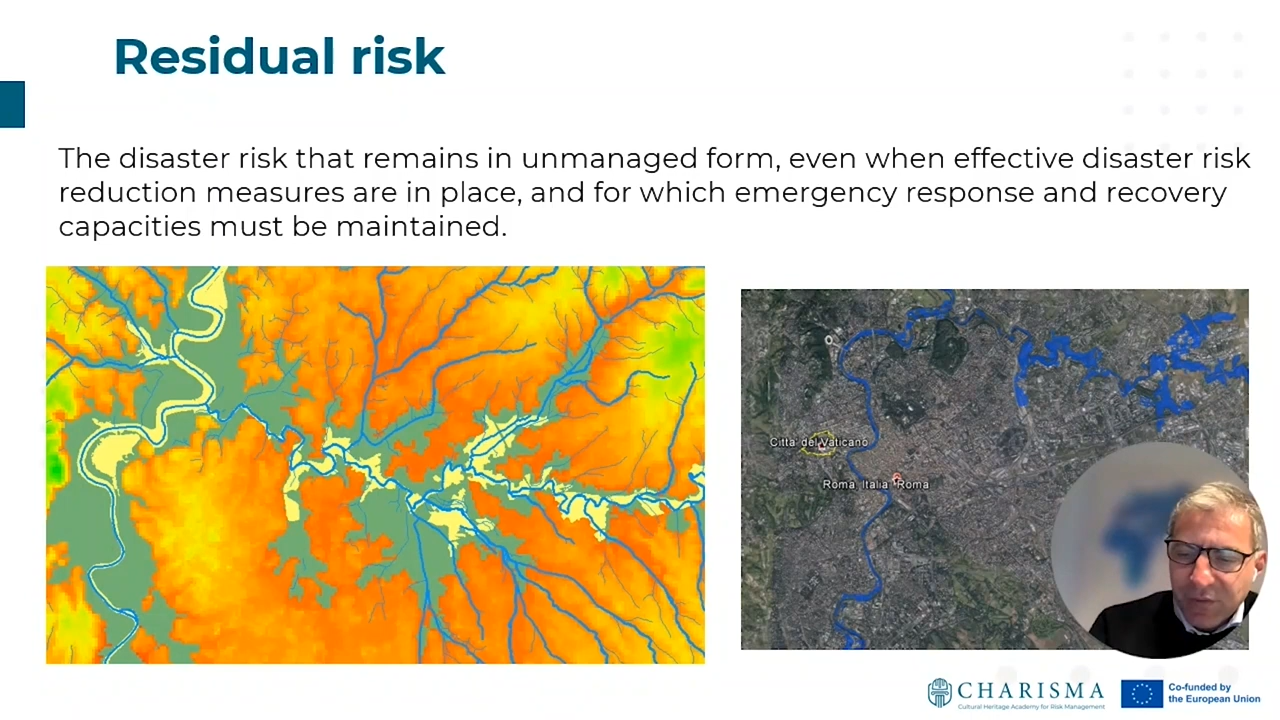 Residual risk
The disaster risk that remains in unmanaged form, even when effective disaster risk
reduction measures are in place, and for which emergency response and recovery
capacities must be maintained.
Citta' del Vaticano
Roma, Italia Roma
CHARISMA
Cultural Heritage Academy for Risk Management
Co-funded by
the European Union